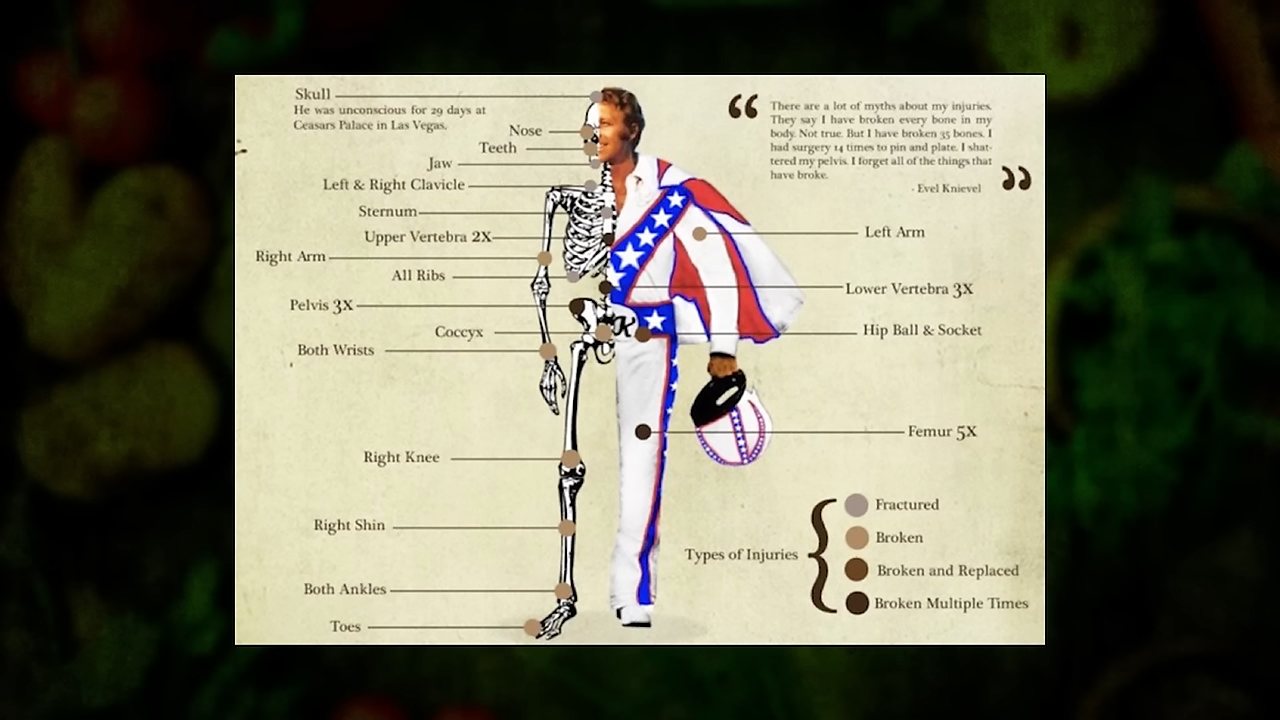 Skull
He was unconscious for 29 days at
Ceasars Palace in Las Vegas.
Nose
Teeth
Jaw
Left & Right Clavicle
Sternum
Upper Vertebra 2X
Right Arm
All Ribs
Pelvis 3X
Coccyx
Both Wrists
Right Knee
Right Shin
Both Ankles
Toes
“
There are a lot of myths about my injuries.
They say I have broken every bone in my
body. Not true. But I have broken 35 bones. I
had surgery 14 times to pin and plate. I shat-
tered my pelvis. I forget all of the things that
have broke.
”
- Evel Knievel
Left Arm
Lower Vertebra 3X
Hip Ball & Socket
K
Femur 5X
Types of Injuries
Fractured
Broken
Broken and Replaced
Broken Multiple Times